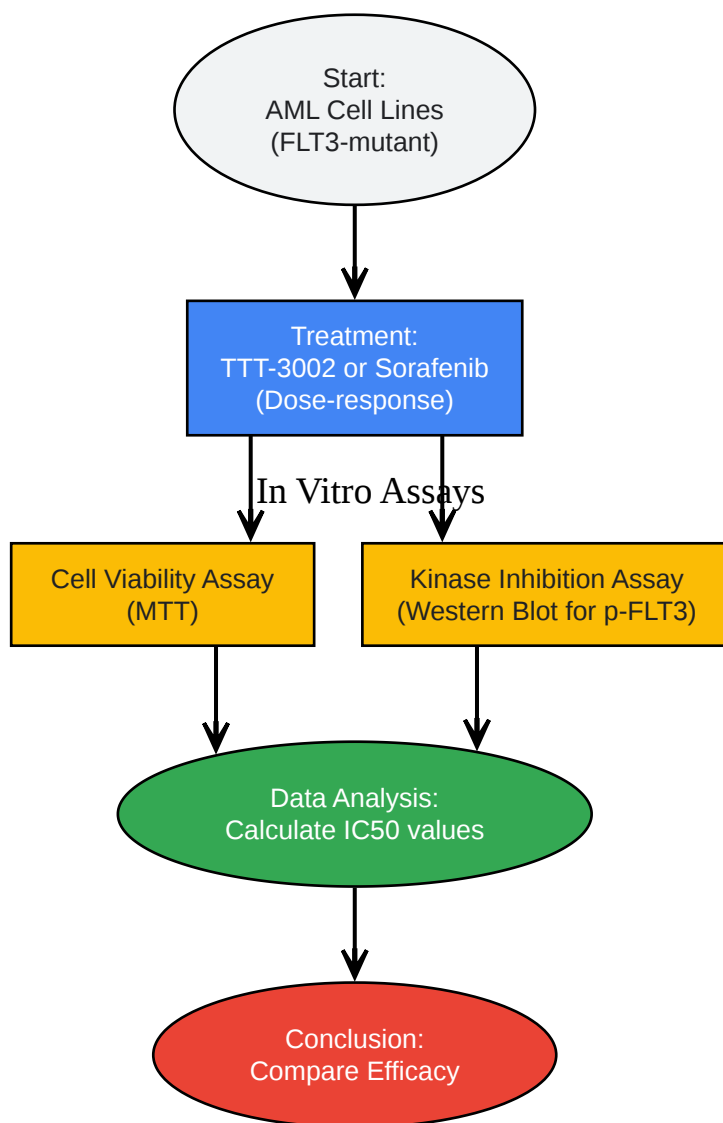 Start:
AML Cell Lines
(FLT3-mutant)
Treatment:
TTT-3002 or Sorafenib
(Dose-response)
In Vitro Assays
Cell Viability Assay
(MTT)
Kinase Inhibition Assay
(Western Blot for p-FLT3)
Data Analysis:
Calculate IC50 values
Conclusion:
Compare Efficacy